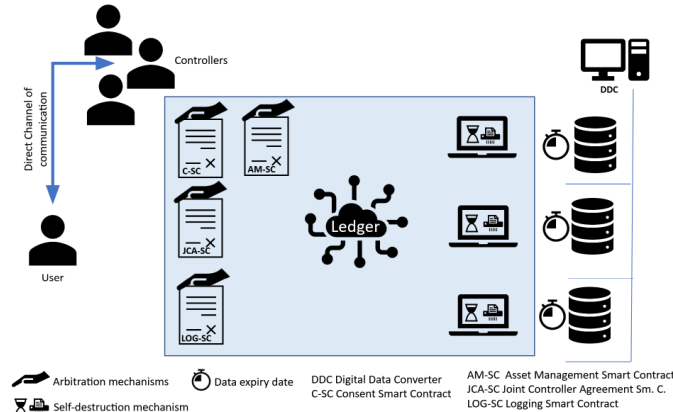 Controllers
DDC
Direct Channel of
communication
C-SC
AM-SC
Ledger
JCA-SC
User
LOG-SC
Arbitration mechanisms
Data expiry date
DDC Digital Data Converter
C-SC Consent Smart Contract
AM-SC Asset Management Smart Contract
JCA-SC Joint Controller Agreement Sm. C.
LOG-SC Logging Smart Contract
Self-destruction mechanism